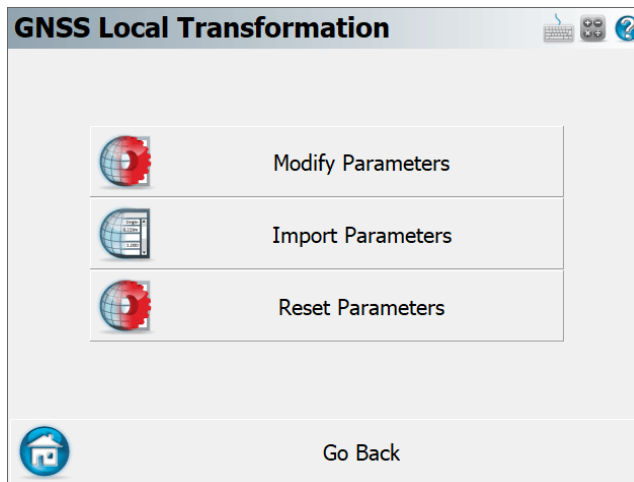 GNSS Local Transformation
Modify Parameters
Import Parameters
Reset Parameters
Go Back